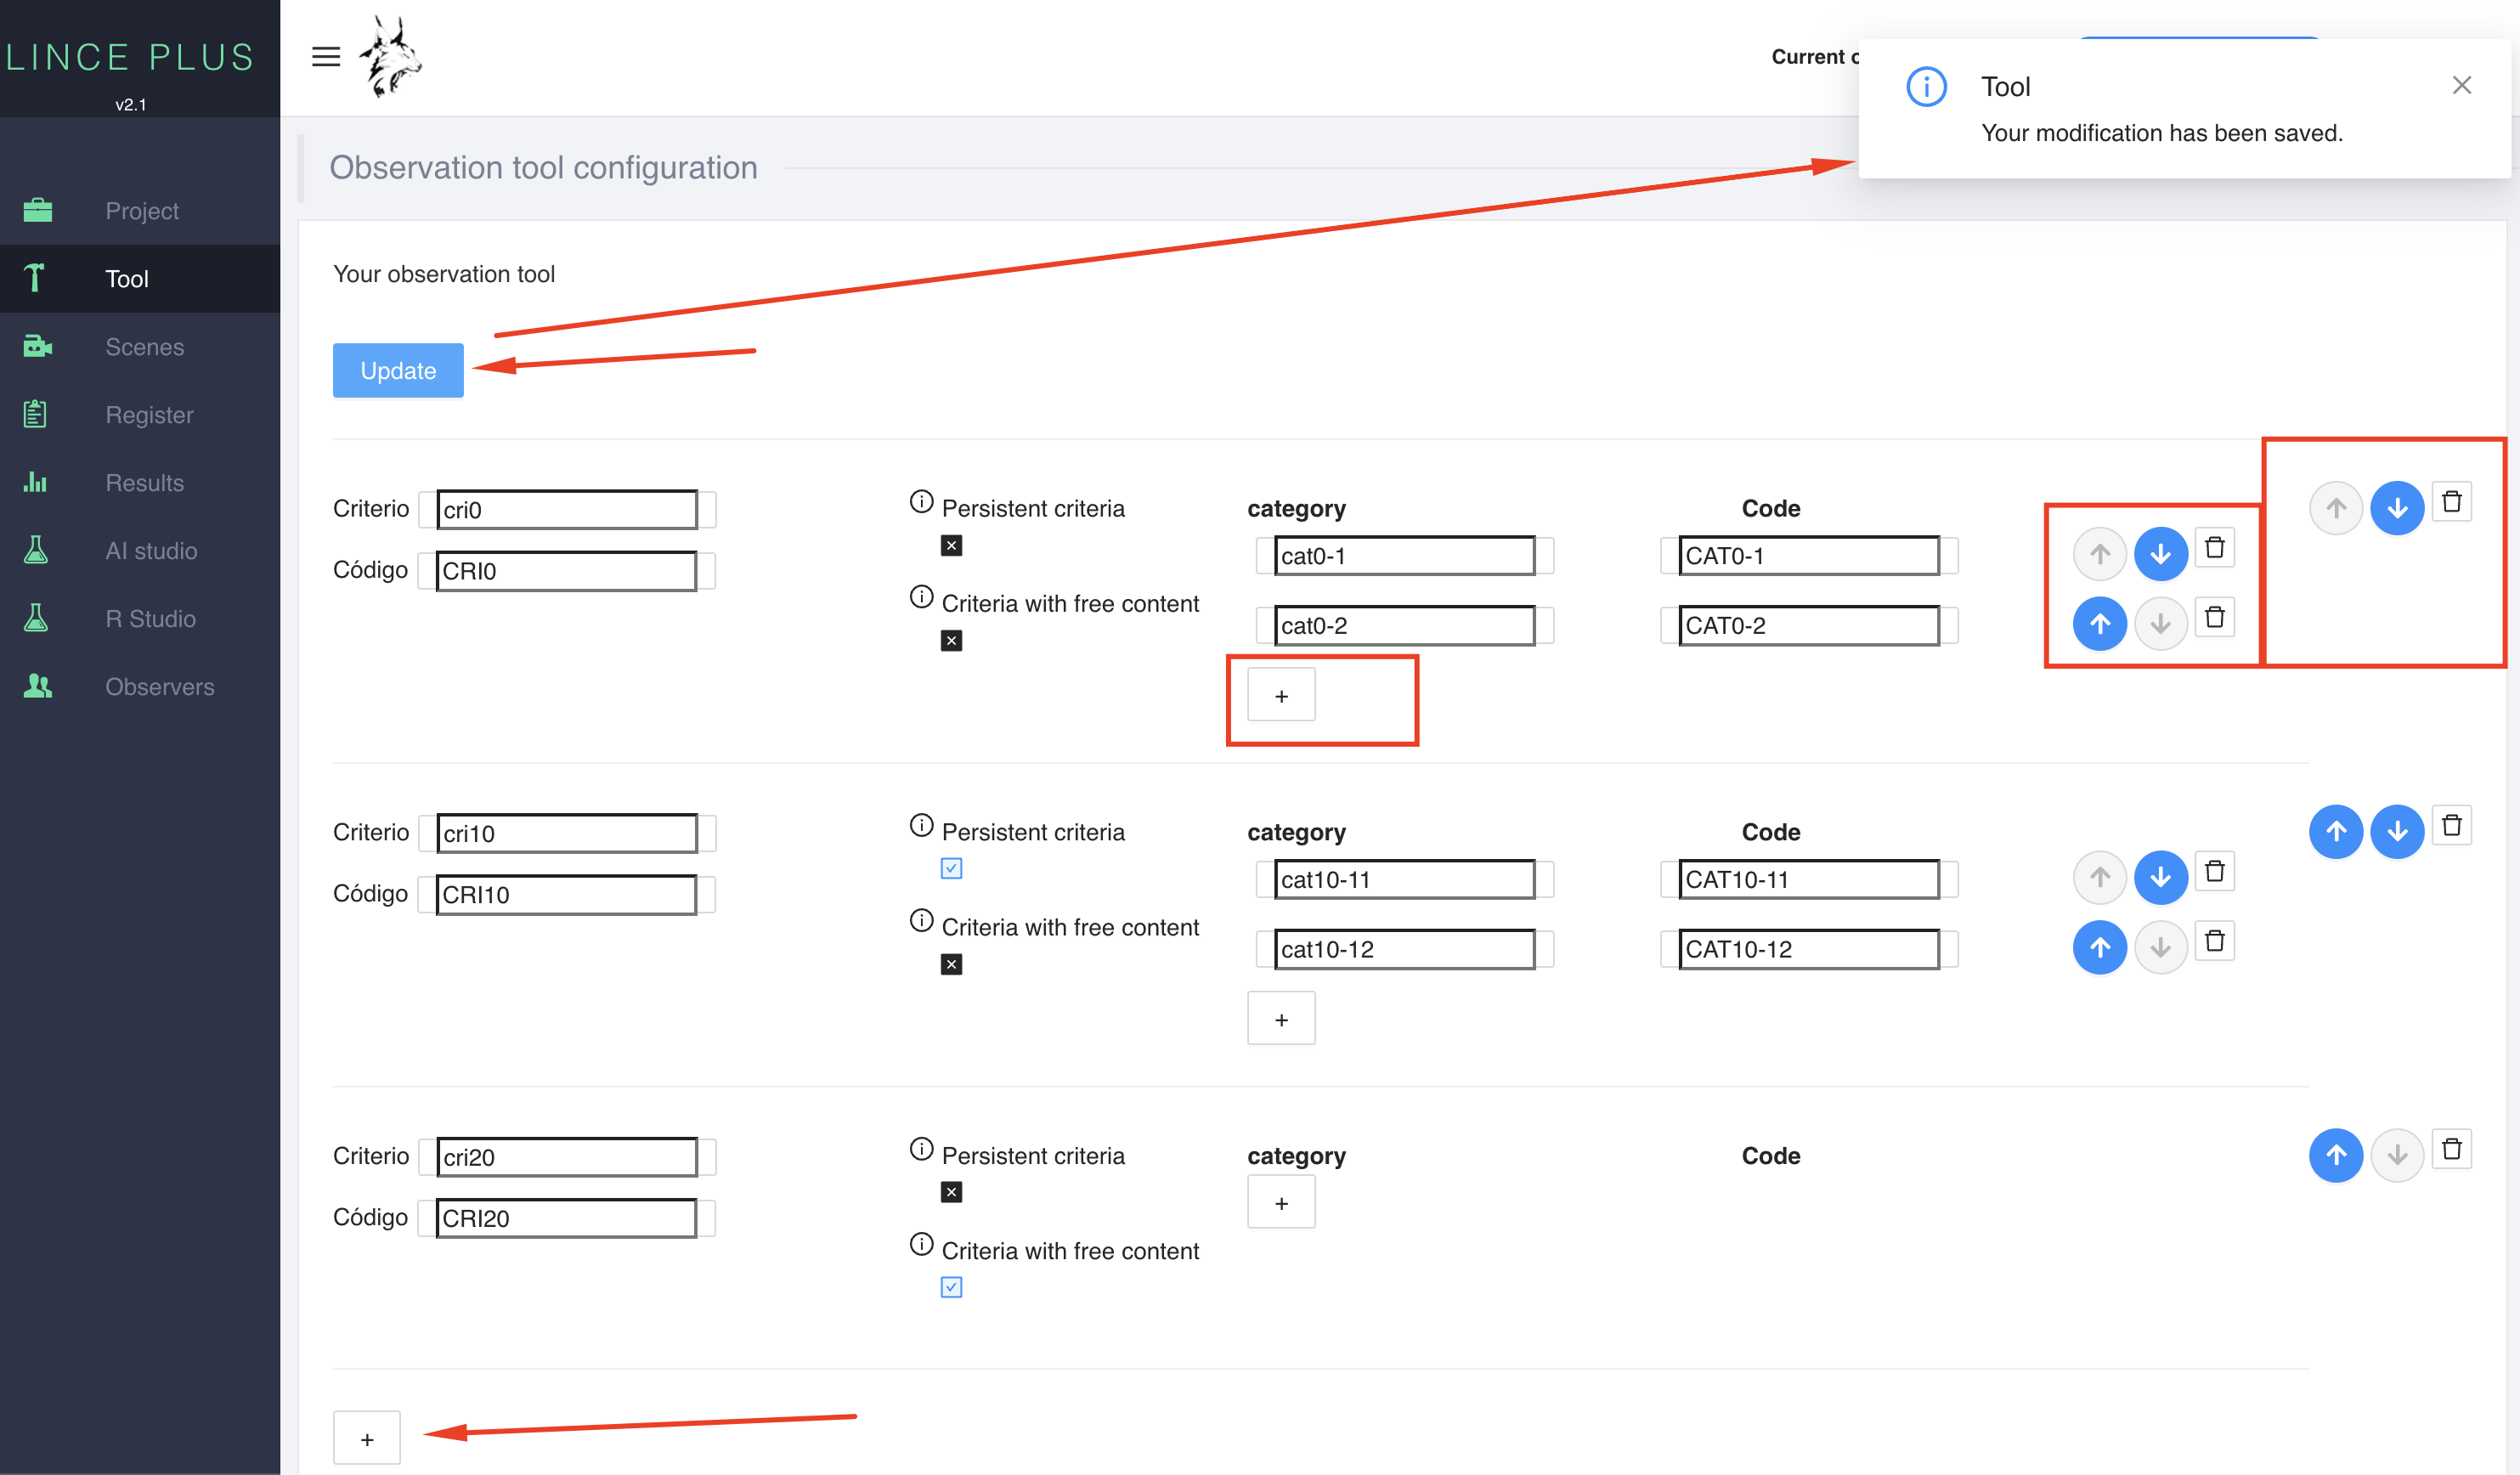 LINCE PLUS
v2.1
Project
Tool
Scenes
Register
Results
AI studio
R Studio
Observers
Current
Tool
Your modification has been saved.
Observation tool configuration
Your observation tool
Update
Criterio cri0
Código CRI0
Persistent criteria
Criteria with free content
category Code
cat0-1 CAT0-1
cat0-2 CAT0-2
+
Criterio cri10
Código CRI10
Persistent criteria
Criteria with free content
category Code
cat10-11 CAT10-11
cat10-12 CAT10-12
+
Criterio cri20
Código CRI20
Persistent criteria
Criteria with free content
category Code
+
+